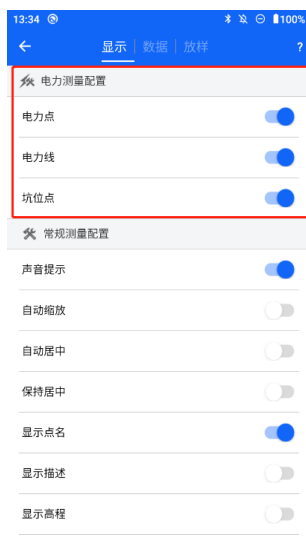 13:34 100%
显示 数据 放样 ?
电力测量配置
电力点
电力线
坑位点
常规测量配置
声音提示
自动缩放
自动居中
保持居中
显示点名
显示描述
显示高程